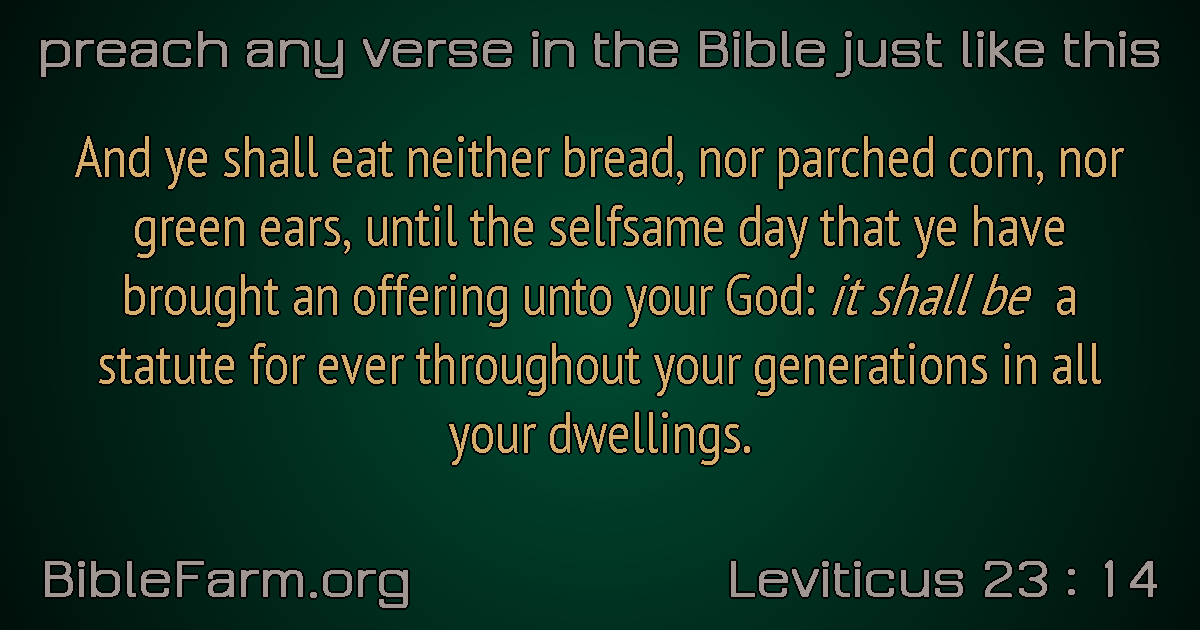 preach any verse in the Bible just like this
And ye shall eat neither bread, nor parched corn, nor
green ears, until the selfsame day that ye have
brought an offering unto your God: it shall be a
statute for ever throughout your generations in all
your dwellings.
BibleFarm.org
Leviticus 23 : 14